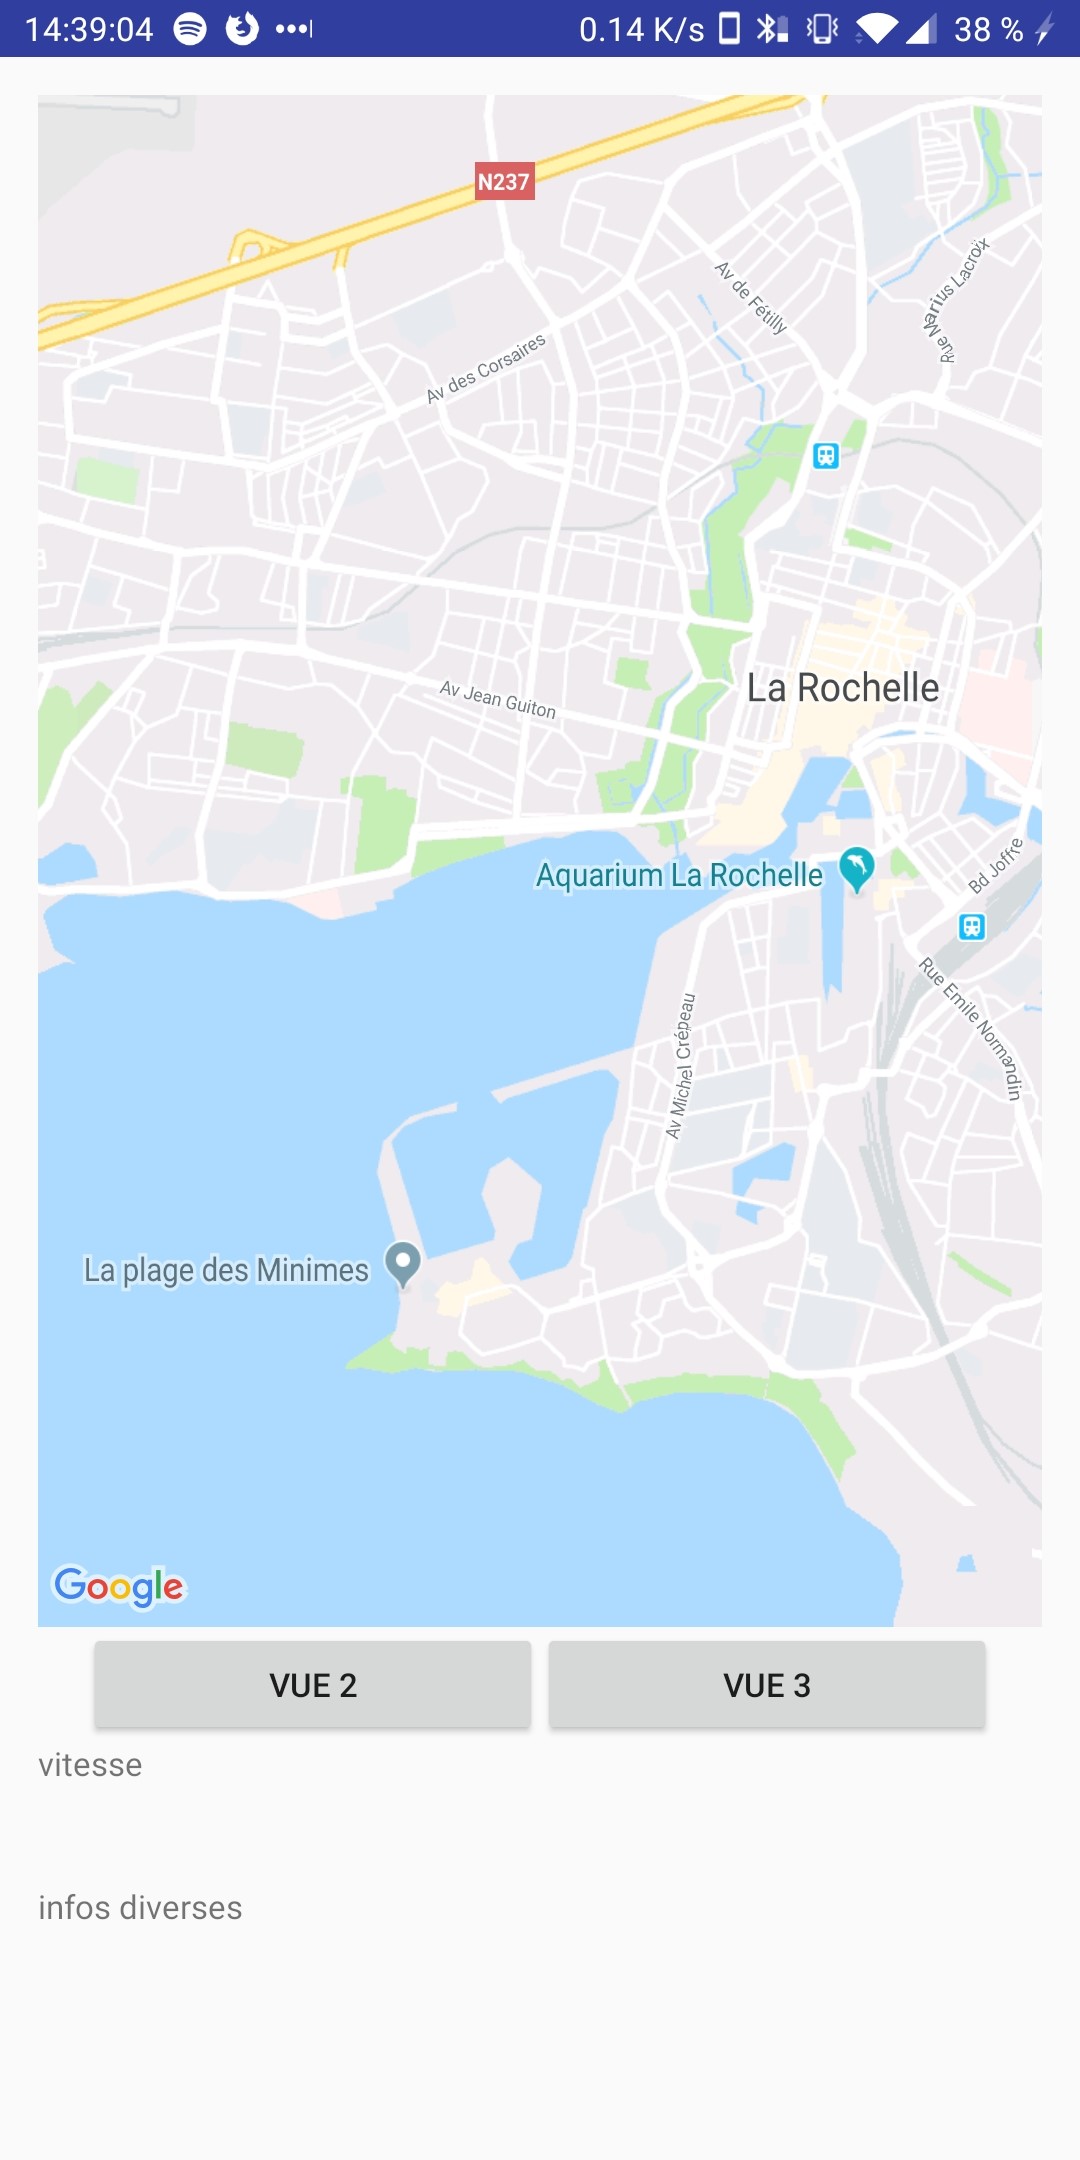 14:39:04 0.14 K/s 38 %
N237
Av de Fétilly
Rue Marius Lacroix
Av des Corsaires
La Rochelle
Av Jean Guiton
Aquarium La Rochelle
Bd Joffre
Rue Emile Normandin
Av Michel Crépeau
La plage des Minimes
Google
VUE 2 VUE 3
vitesse
infos diverses